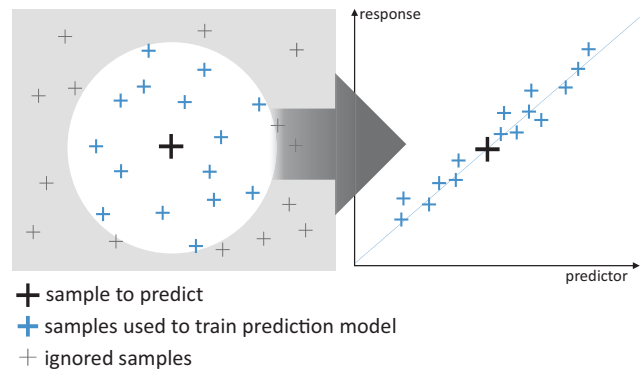 response
predictor
sample to predict
samples used to train prediction model
ignored samples